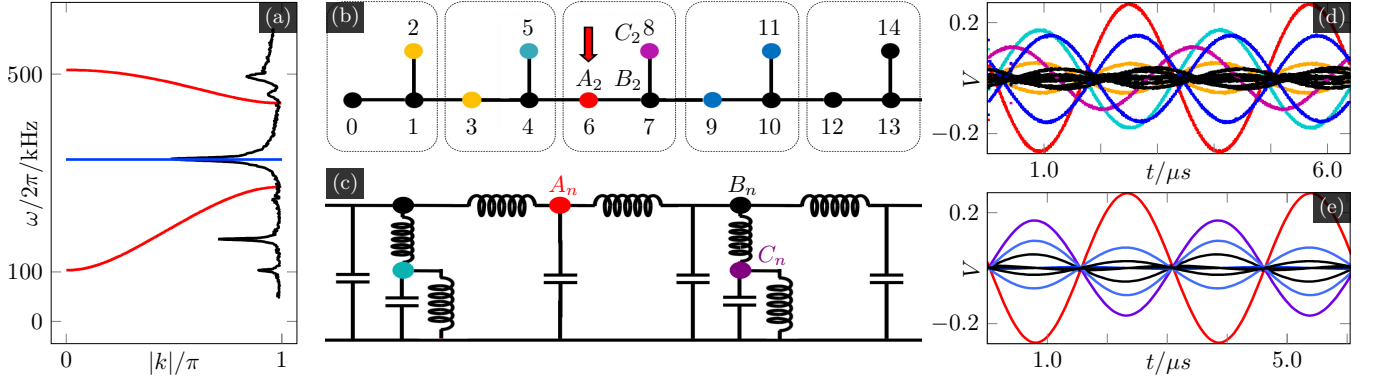 (a)
ω/2π/kHz
500
100
0
0
|k|/π
1
(b)
2
5
C₂ 8
11
14
A₂
B₂
0
1
3
4
6
7
9
10
12
13
(c)
Aₙ
Bₙ
Cₙ
(d)
V
0.2
−0.2
1.0
t/μs
6.0
(e)
V
0.2
−0.2
1.0
t/μs
5.0